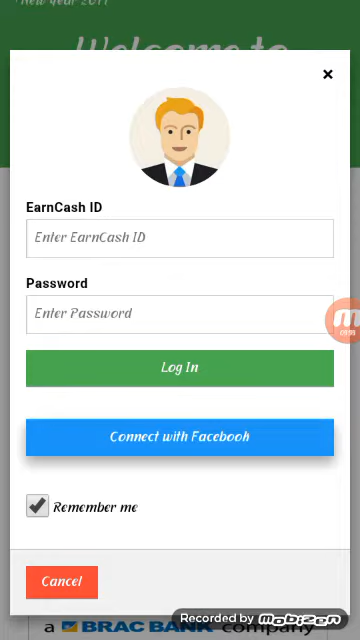 New Year 2017
Welcome to
×
EarnCash ID
Enter EarnCash ID
Password
Enter Password
Log In
Connect with Facebook
Remember me
Cancel
a BRAC BANK company
Recorded by mobizen